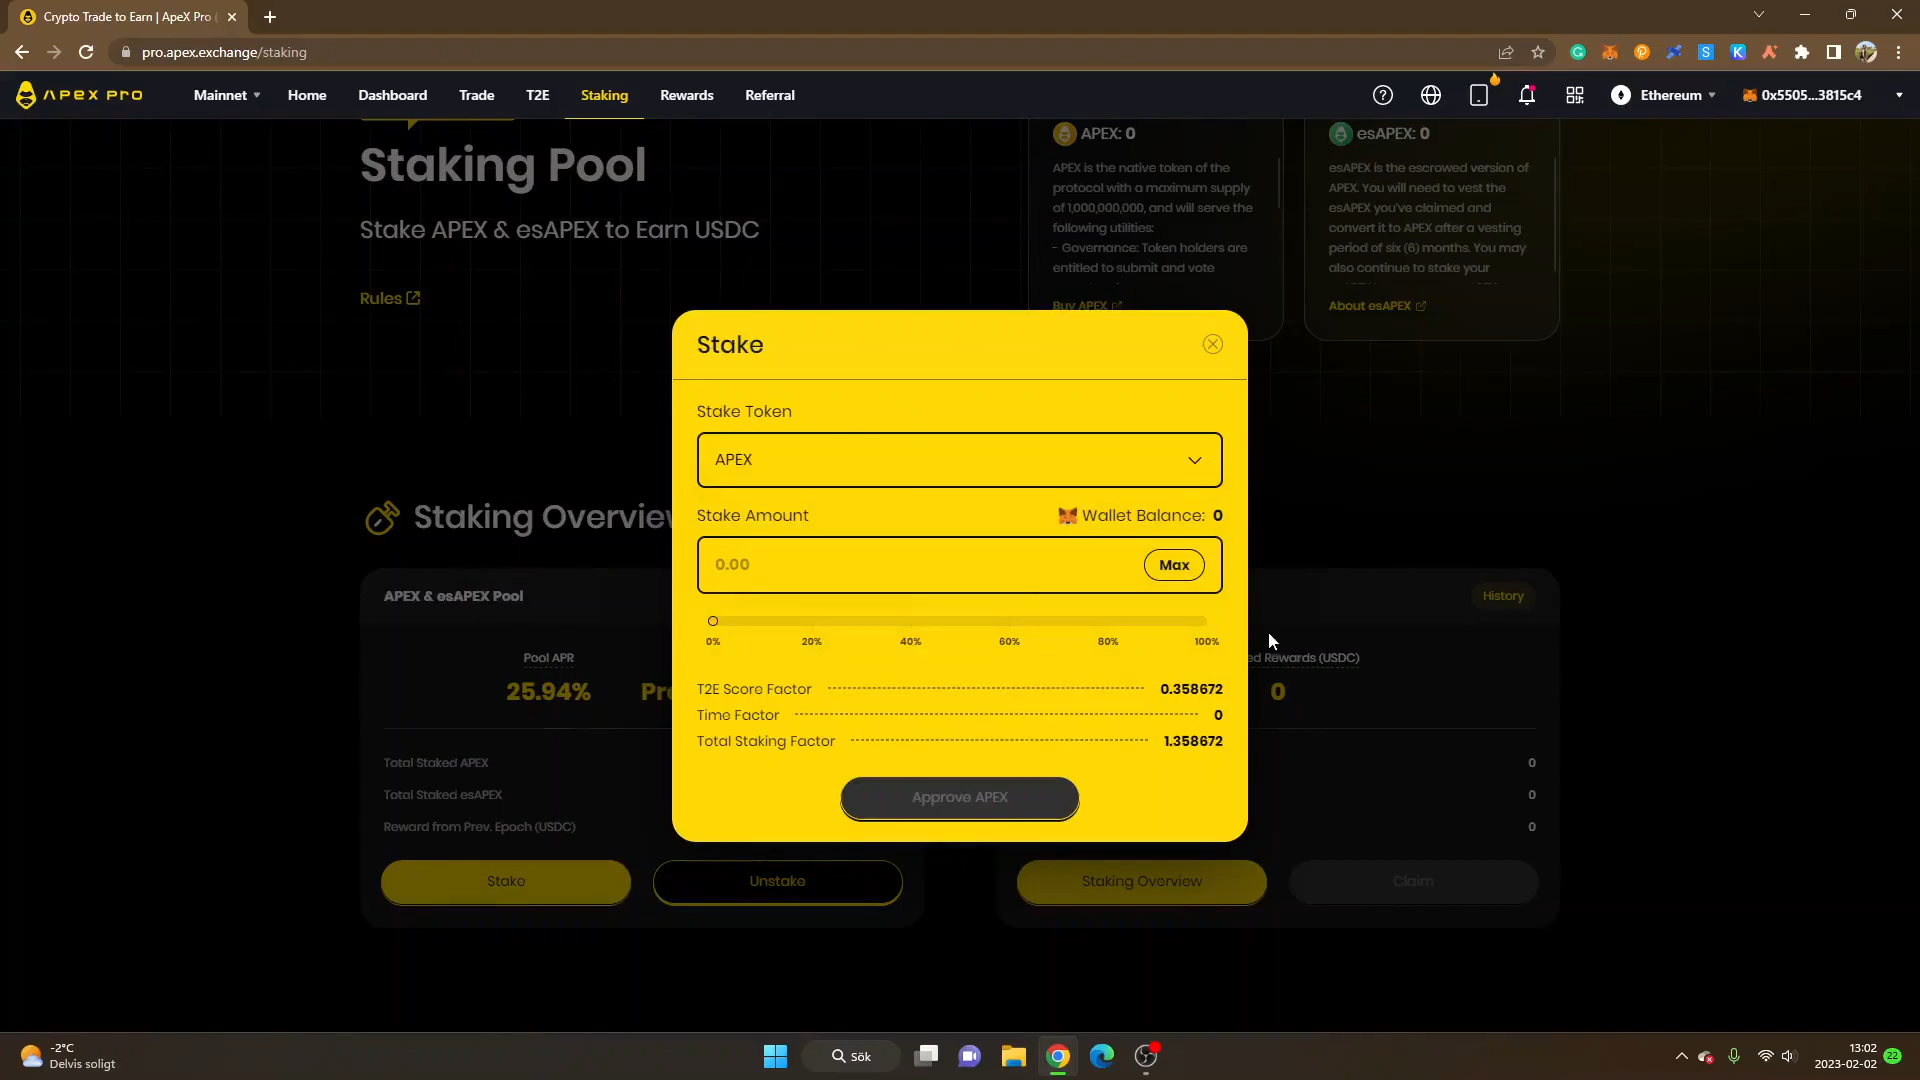 Crypto Trade to Earn | ApeX Pro
pro.apex.exchange/staking
APEX PRO
Mainnet
Home
Dashboard
Trade
T2E
Staking
Rewards
Referral
Ethereum
0x5505...3815c4
Staking Pool
Stake APEX & esAPEX to Earn USDC
Rules
APEX: 0
APEX is the native token of the
protocol with a maximum supply
of 1,000,000,000, and will serve the
following utilities:
- Governance: Token holders are
entitled to submit and vote
Buy APEX
esAPEX: 0
esAPEX is the escrowed version of
APEX. You will need to vest the
esAPEX you've claimed and
convert it to APEX after a vesting
period of six (6) months. You may
also continue to stake your
About esAPEX
Stake
Stake Token
APEX
Stake Amount
Wallet Balance: 0
0.00
Max
0%
20%
40%
60%
80%
100%
T2E Score Factor
0.358672
Time Factor
0
Total Staking Factor
1.358672
Approve APEX
Staking Overview
APEX & esAPEX Pool
Pool APR
25.94%
Total Staked APEX
Total Staked esAPEX
Reward from Prev. Epoch (USDC)
Stake
Unstake
History
Rewards (USDC)
0
0
0
0
Staking Overview
Claim
-2°C
Delvis soligt
Sök
13:02
2023-02-02
22